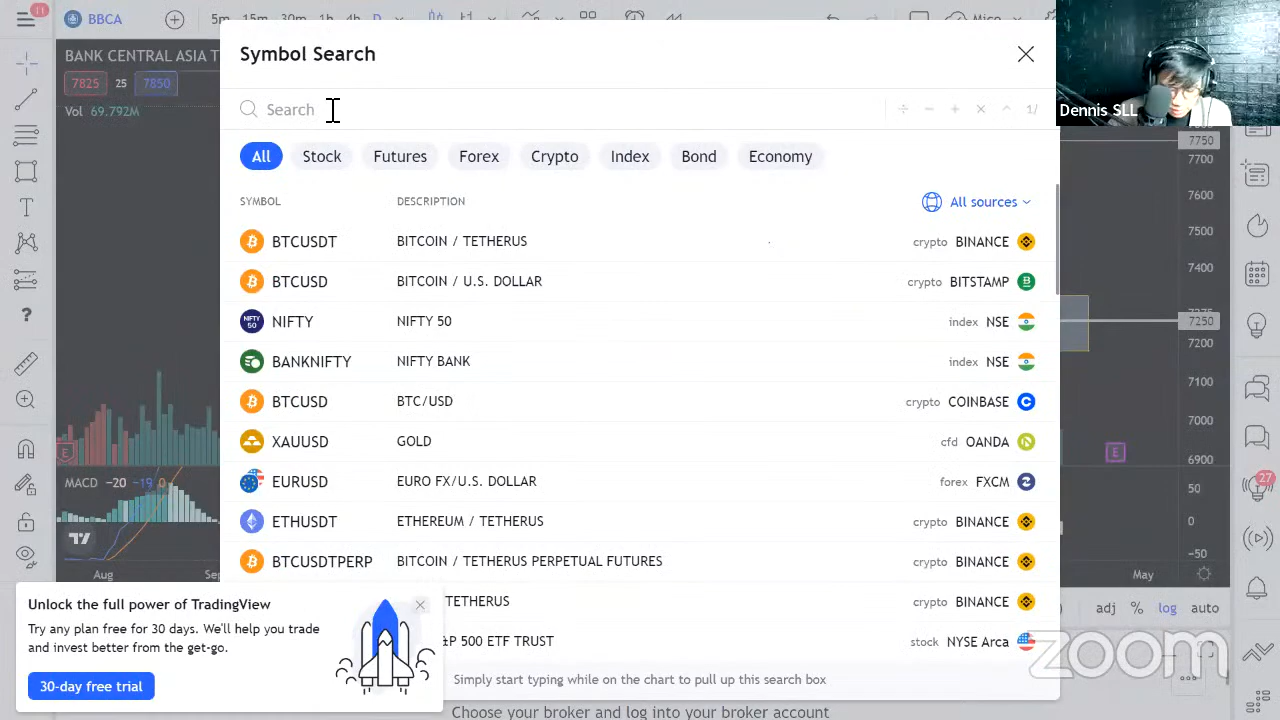 11
BBCA
BANK CENTRAL ASIA T
7825 25 7850
Vol 69.792M
Symbol Search
Search
1/
All Stock Futures Forex Crypto Index Bond Economy
SYMBOL DESCRIPTION All sources
BTCUSDT BITCOIN / TETHERUS crypto BINANCE
BTCUSD BITCOIN / U.S. DOLLAR crypto BITSTAMP
NIFTY 50 NIFTY NIFTY 50 index NSE
BANKNIFTY NIFTY BANK index NSE
BTCUSD BTC/USD crypto COINBASE
XAUUSD GOLD cfd OANDA
EURUSD EURO FX/U.S. DOLLAR forex FXCM
ETHUSDT ETHEREUM / TETHERUS crypto BINANCE
BTCUSDTPERP BITCOIN / TETHERUS PERPETUAL FUTURES crypto BINANCE
TETHERUS crypto BINANCE
&P 500 ETF TRUST stock NYSE Arca
Simply start typing while on the chart to pull up this search box
Choose your broker and log into your broker account
Dennis SLL
7750
7700
7600
7500
7400
7250
7200
7100
7000
6900
50
0
−50
E
E
27
MACD −20 −19 0
Aug Sep
May
adj % log auto
Unlock the full power of TradingView
Try any plan free for 30 days. We'll help you trade
and invest better from the get-go.
30-day free trial
zoom